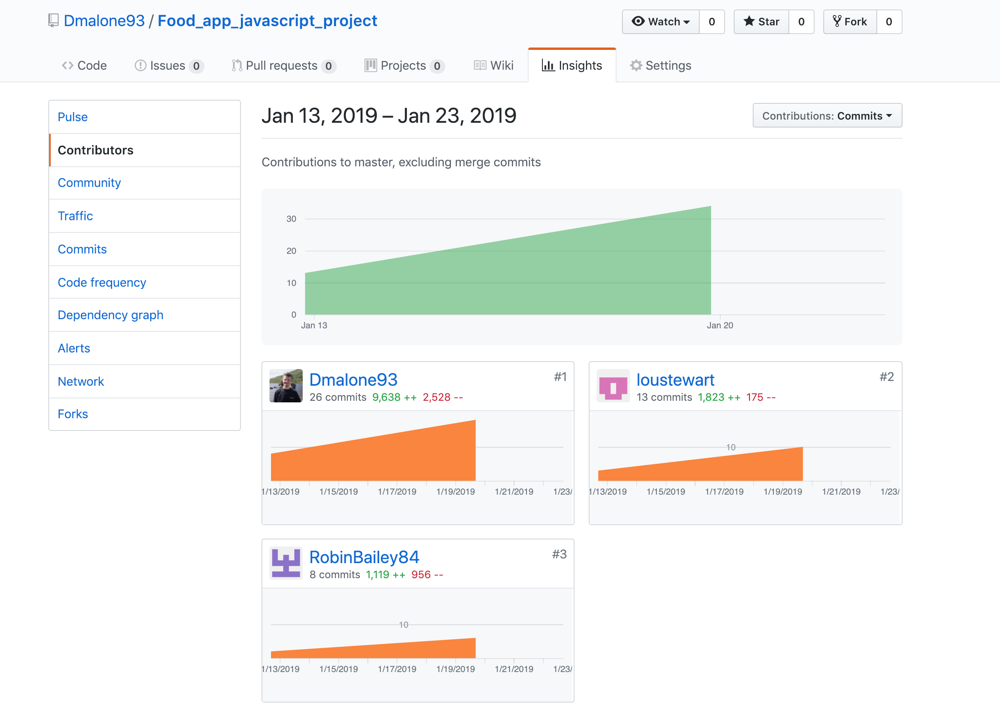 Dmalone93 / Food_app_javascript_project
Watch 0 Star 0 Fork 0
Code Issues 0 Pull requests 0 Projects 0 Wiki Insights Settings
Pulse
Contributors
Community
Traffic
Commits
Code frequency
Dependency graph
Alerts
Network
Forks
Jan 13, 2019 – Jan 23, 2019
Contributions: Commits
Contributions to master, excluding merge commits
30
20
10
0
Jan 13 Jan 20
Dmalone93 #1
26 commits 9,638 ++ 2,528 --
1/13/2019 1/15/2019 1/17/2019 1/19/2019 1/21/2019 1/23/
loustewart #2
13 commits 1,823 ++ 175 --
10
1/13/2019 1/15/2019 1/17/2019 1/19/2019 1/21/2019 1/23/
RobinBailey84 #3
8 commits 1,119 ++ 956 --
10
1/13/2019 1/15/2019 1/17/2019 1/19/2019 1/21/2019 1/23/